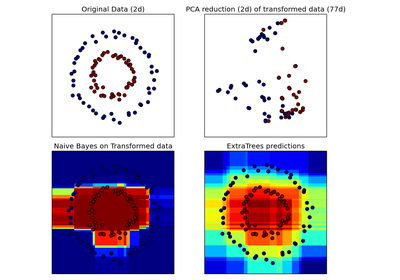 Original Data (2d)
PCA reduction (2d) of transformed data (77d)
Naive Bayes on Transformed data
ExtraTrees predictions